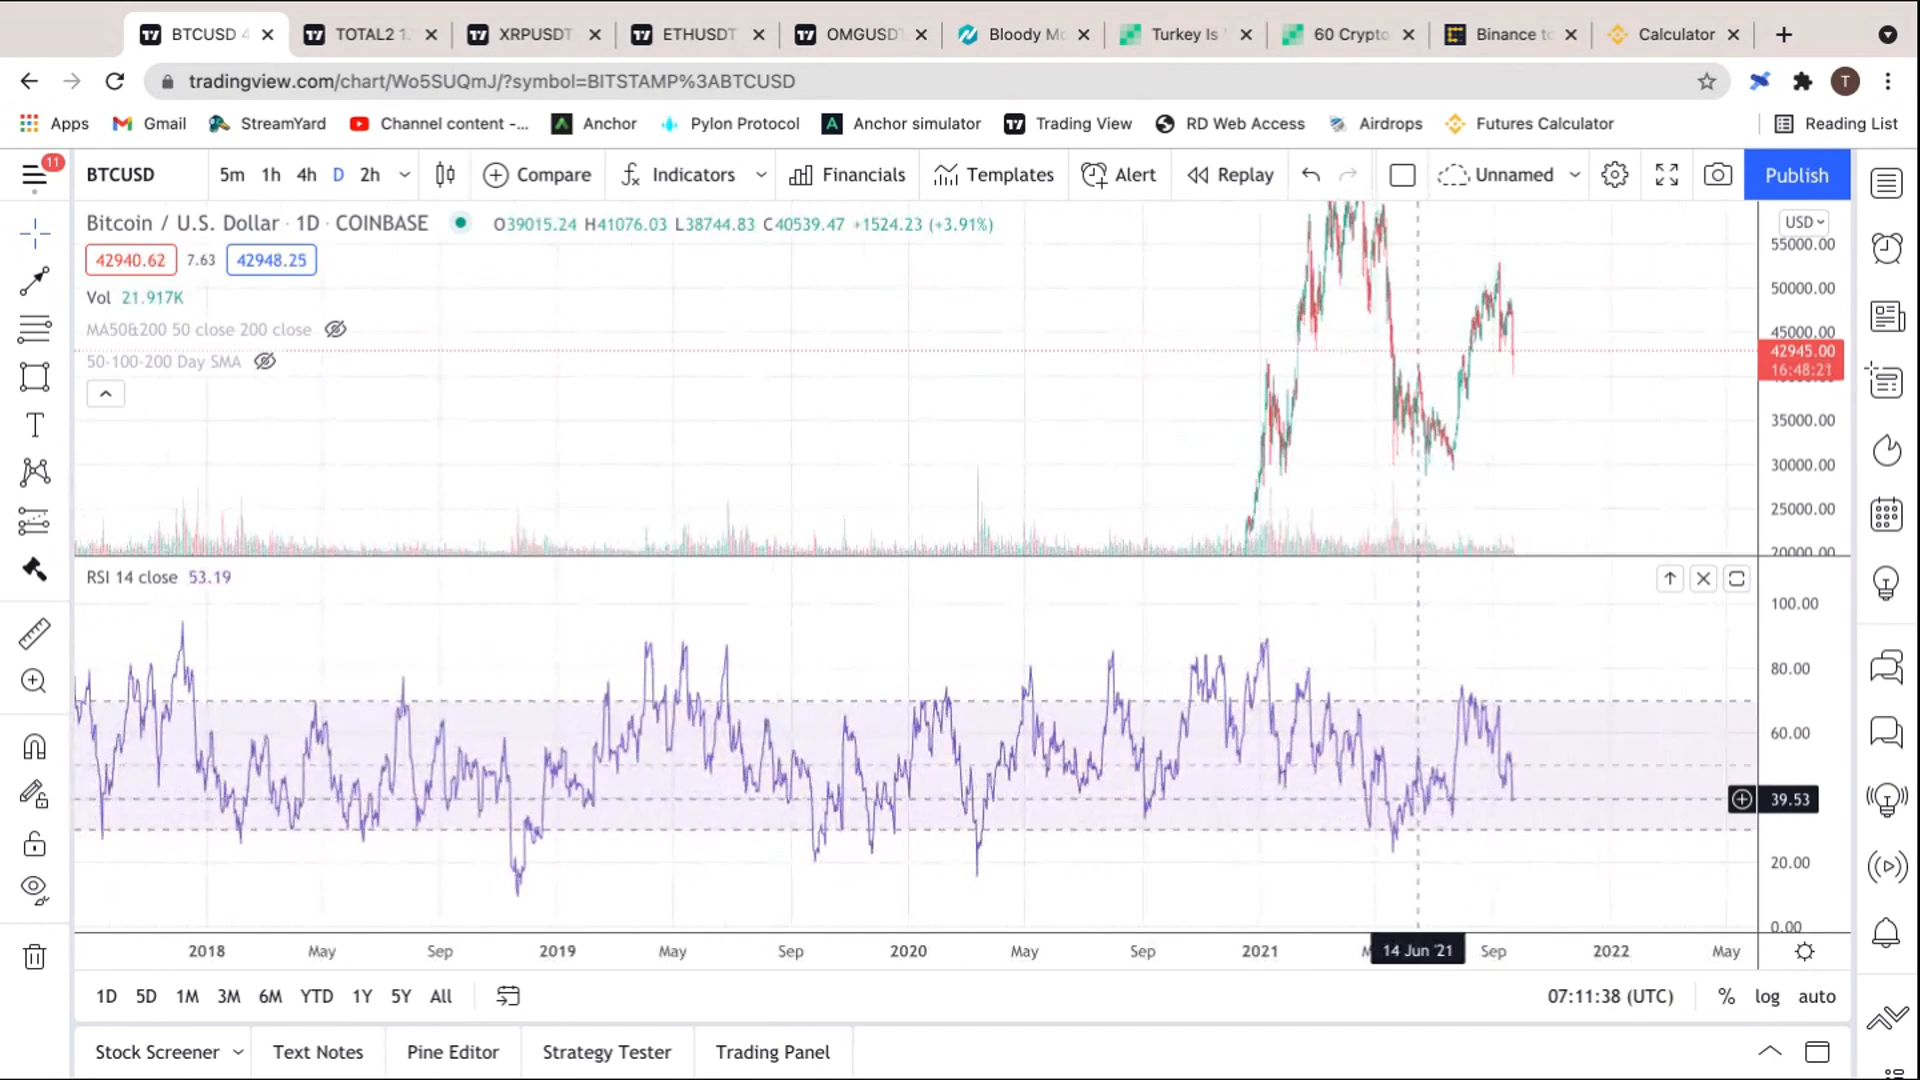 BTCUSD 4 TOTAL2 1. XRPUSDT ETHUSDT OMGUSDT Bloody Mo Turkey Is 60 Crypto Binance to Calculator
tradingview.com/chart/Wo5SUQmJ/?symbol=BITSTAMP%3ABTCUSD T
Apps Gmail StreamYard Channel content -... Anchor Pylon Protocol Anchor simulator Trading View RD Web Access Airdrops Futures Calculator Reading List
11 BTCUSD 5m 1h 4h D 2h Compare Indicators Financials Templates Alert Replay Unnamed Publish
Bitcoin / U.S. Dollar · 1D · COINBASE O39015.24 H41076.03 L38744.83 C40539.47 +1524.23 (+3.91%) USD
42940.62 7.63 42948.25
Vol 21.917K
MA50&200 50 close 200 close
50-100-200 Day SMA
55000.00
50000.00
45000.00
42945.00
16:48:21
35000.00
30000.00
25000.00
20000.00
RSI 14 close 53.19
100.00
80.00
60.00
39.53
20.00
0.00
2018 May Sep 2019 May Sep 2020 May Sep 2021 14 Jun '21 Sep 2022 May
1D 5D 1M 3M 6M YTD 1Y 5Y All 07:11:38 (UTC) % log auto
Stock Screener Text Notes Pine Editor Strategy Tester Trading Panel